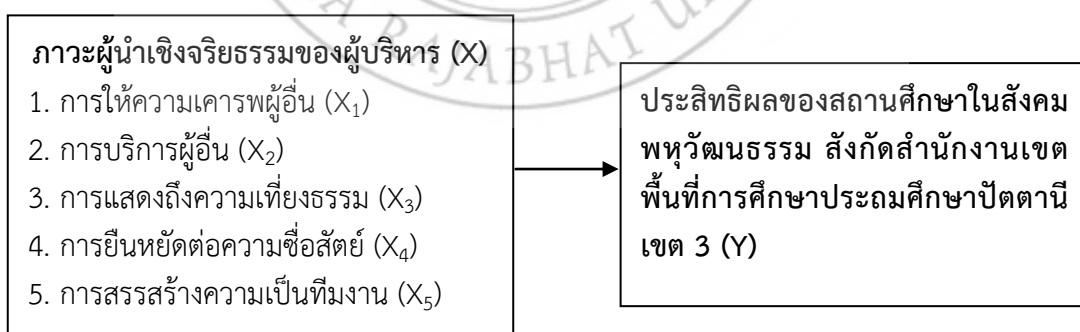 RAJABHAT U
ภาวะผู้นำเชิงจริยธรรมของผู้บริหาร (X)
1. การให้ความเคารพผู้อื่น (X₁)
2. การบริการผู้อื่น (X₂)
3. การแสดงถึงความเที่ยงธรรม (X₃)
4. การยืนหยัดต่อความซื่อสัตย์ (X₄)
5. การสรรสร้างความเป็นทีมงาน (X₅)
ประสิทธิผลของสถานศึกษาในสังคม
พหุวัฒนธรรม สังกัดสำนักงานเขต
พื้นที่การศึกษาประถมศึกษาปัตตานี
เขต 3 (Y)